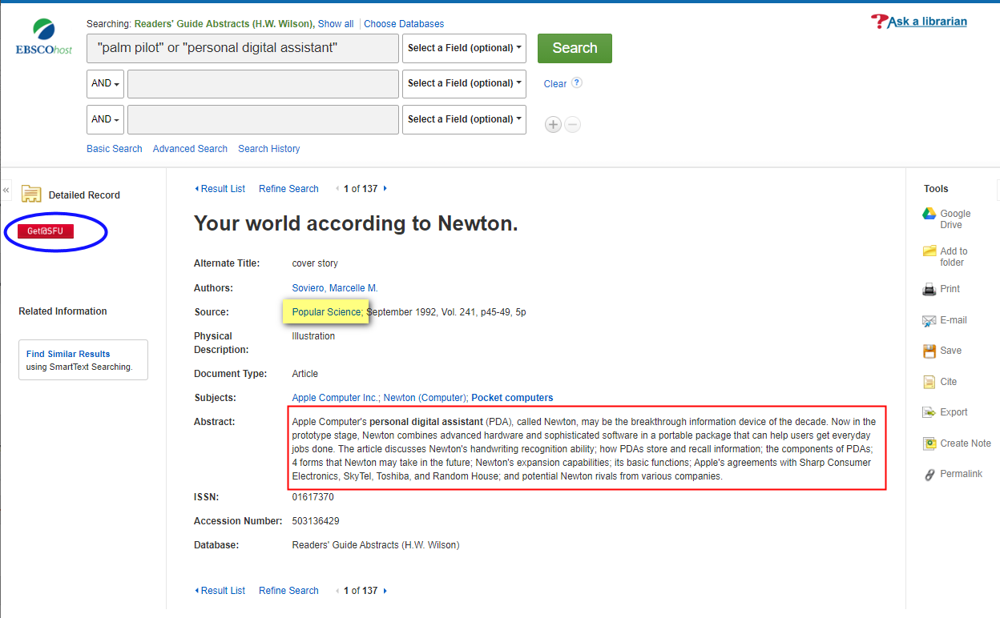 Searching: Readers' Guide Abstracts (H.W. Wilson), Show all | Choose Databases
Ask a librarian
EBSCOhost
"palm pilot" or "personal digital assistant"
Select a Field (optional)
Search
AND
Select a Field (optional)
Clear ?
AND
Select a Field (optional)
Basic Search Advanced Search Search History
«
Detailed Record
Get@SFU
Related Information
Find Similar Results
using SmartText Searching.
Result List Refine Search 1 of 137
Your world according to Newton.
Alternate Title: cover story
Authors: Soviero, Marcelle M.
Source: Popular Science; September 1992, Vol. 241, p45-49, 5p
Physical Illustration
Description:
Document Type: Article
Subjects: Apple Computer Inc.; Newton (Computer); Pocket computers
Abstract: Apple Computer's personal digital assistant (PDA), called Newton, may be the breakthrough information device of the decade. Now in the
prototype stage, Newton combines advanced hardware and sophisticated software in a portable package that can help users get everyday
jobs done. The article discusses Newton's handwriting recognition ability; how PDAs store and recall information; the components of PDAs;
4 forms that Newton may take in the future; Newton's expansion capabilities; its basic functions; Apple's agreements with Sharp Consumer
Electronics, SkyTel, Toshiba, and Random House; and potential Newton rivals from various companies.
ISSN: 01617370
Accession Number: 503136429
Database: Readers' Guide Abstracts (H.W. Wilson)
Result List Refine Search 1 of 137
Tools
Google
Drive
Add to
folder
Print
E-mail
Save
Cite
Export
Create Note
Permalink